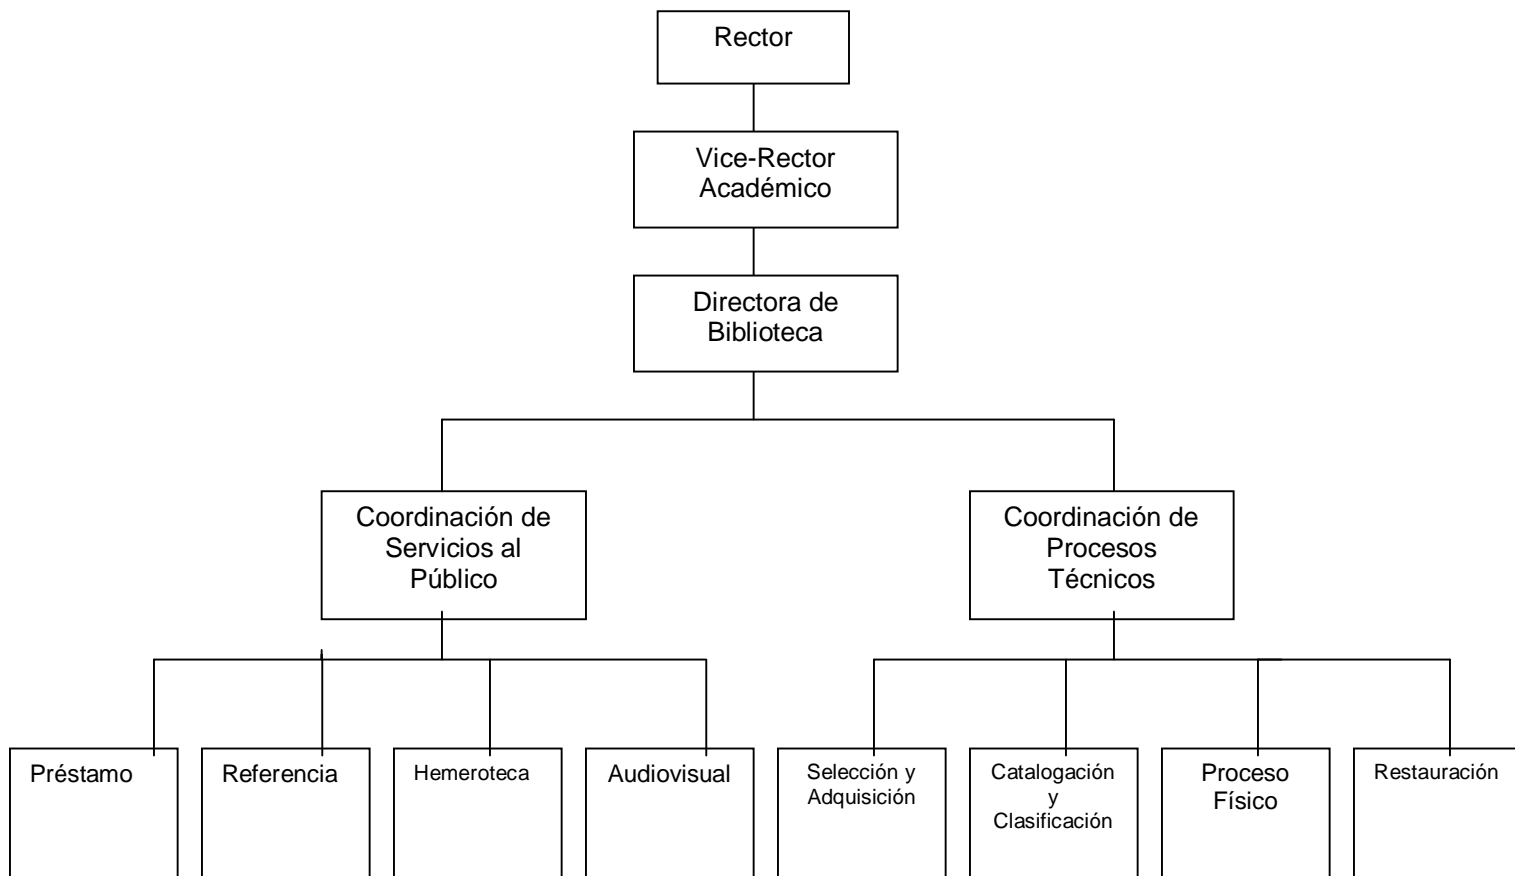 Rector
Vice-Rector
Académico
Directora de
Biblioteca
Coordinación de
Servicios al
Público
Coordinación de
Procesos
Técnicos
Préstamo
Referencia
Hemeroteca
Audiovisual
Selección y
Adquisición
Catalogación
y
Clasificación
Proceso
Físico
Restauración